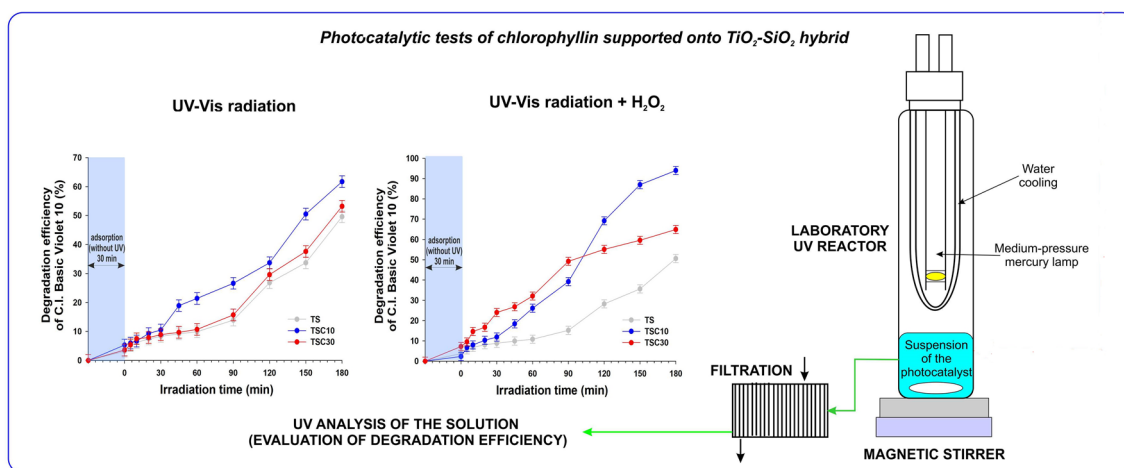 Photocatalytic tests of chlorophyllin supported onto TiO₂-SiO₂ hybrid
UV-Vis radiation
Degradation efficiency
of C.I. Basic Violet 10 (%)
70
60
50
40
30
20
10
0
adsorption
(without UV)
30 min
TS
TSC10
TSC30
0
30
60
90
120
150
180
Irradiation time (min)
UV-Vis radiation + H₂O₂
Degradation efficiency
of C.I. Basic Violet 10 (%)
100
90
80
70
60
50
40
30
20
10
0
adsorption
(without UV)
30 min
TS
TSC10
TSC30
0
30
60
90
120
150
180
Irradiation time (min)
Water
cooling
LABORATORY
UV REACTOR
Medium-pressure
mercury lamp
Suspension
of the
photocatalyst
MAGNETIC STIRRER
FILTRATION
UV ANALYSIS OF THE SOLUTION
(EVALUATION OF DEGRADATION EFFICIENCY)